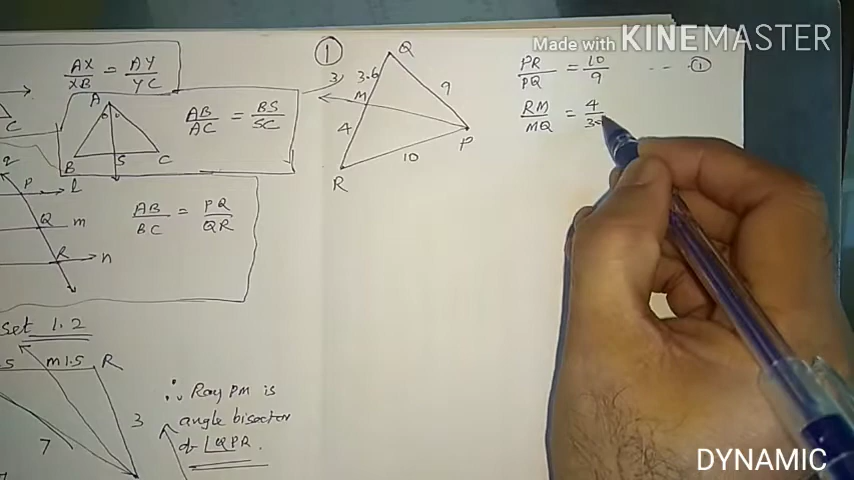 Made with KINEMASTER
AX/XB = AY/YC
C
A
B S C
AB/AC = BS/SC
q
P l
Q m
R n
AB/BC = PQ/QR
set 1.2
.5 M 1.5 R
3
7
∴ Ray PM is
angle bisector
of ∠QPR.
① 
3) 3.6 Q
M 9
4
10 P
R
PR/PQ = 10/9 -- ①
RM/MQ = 4/3
DYNAMIC